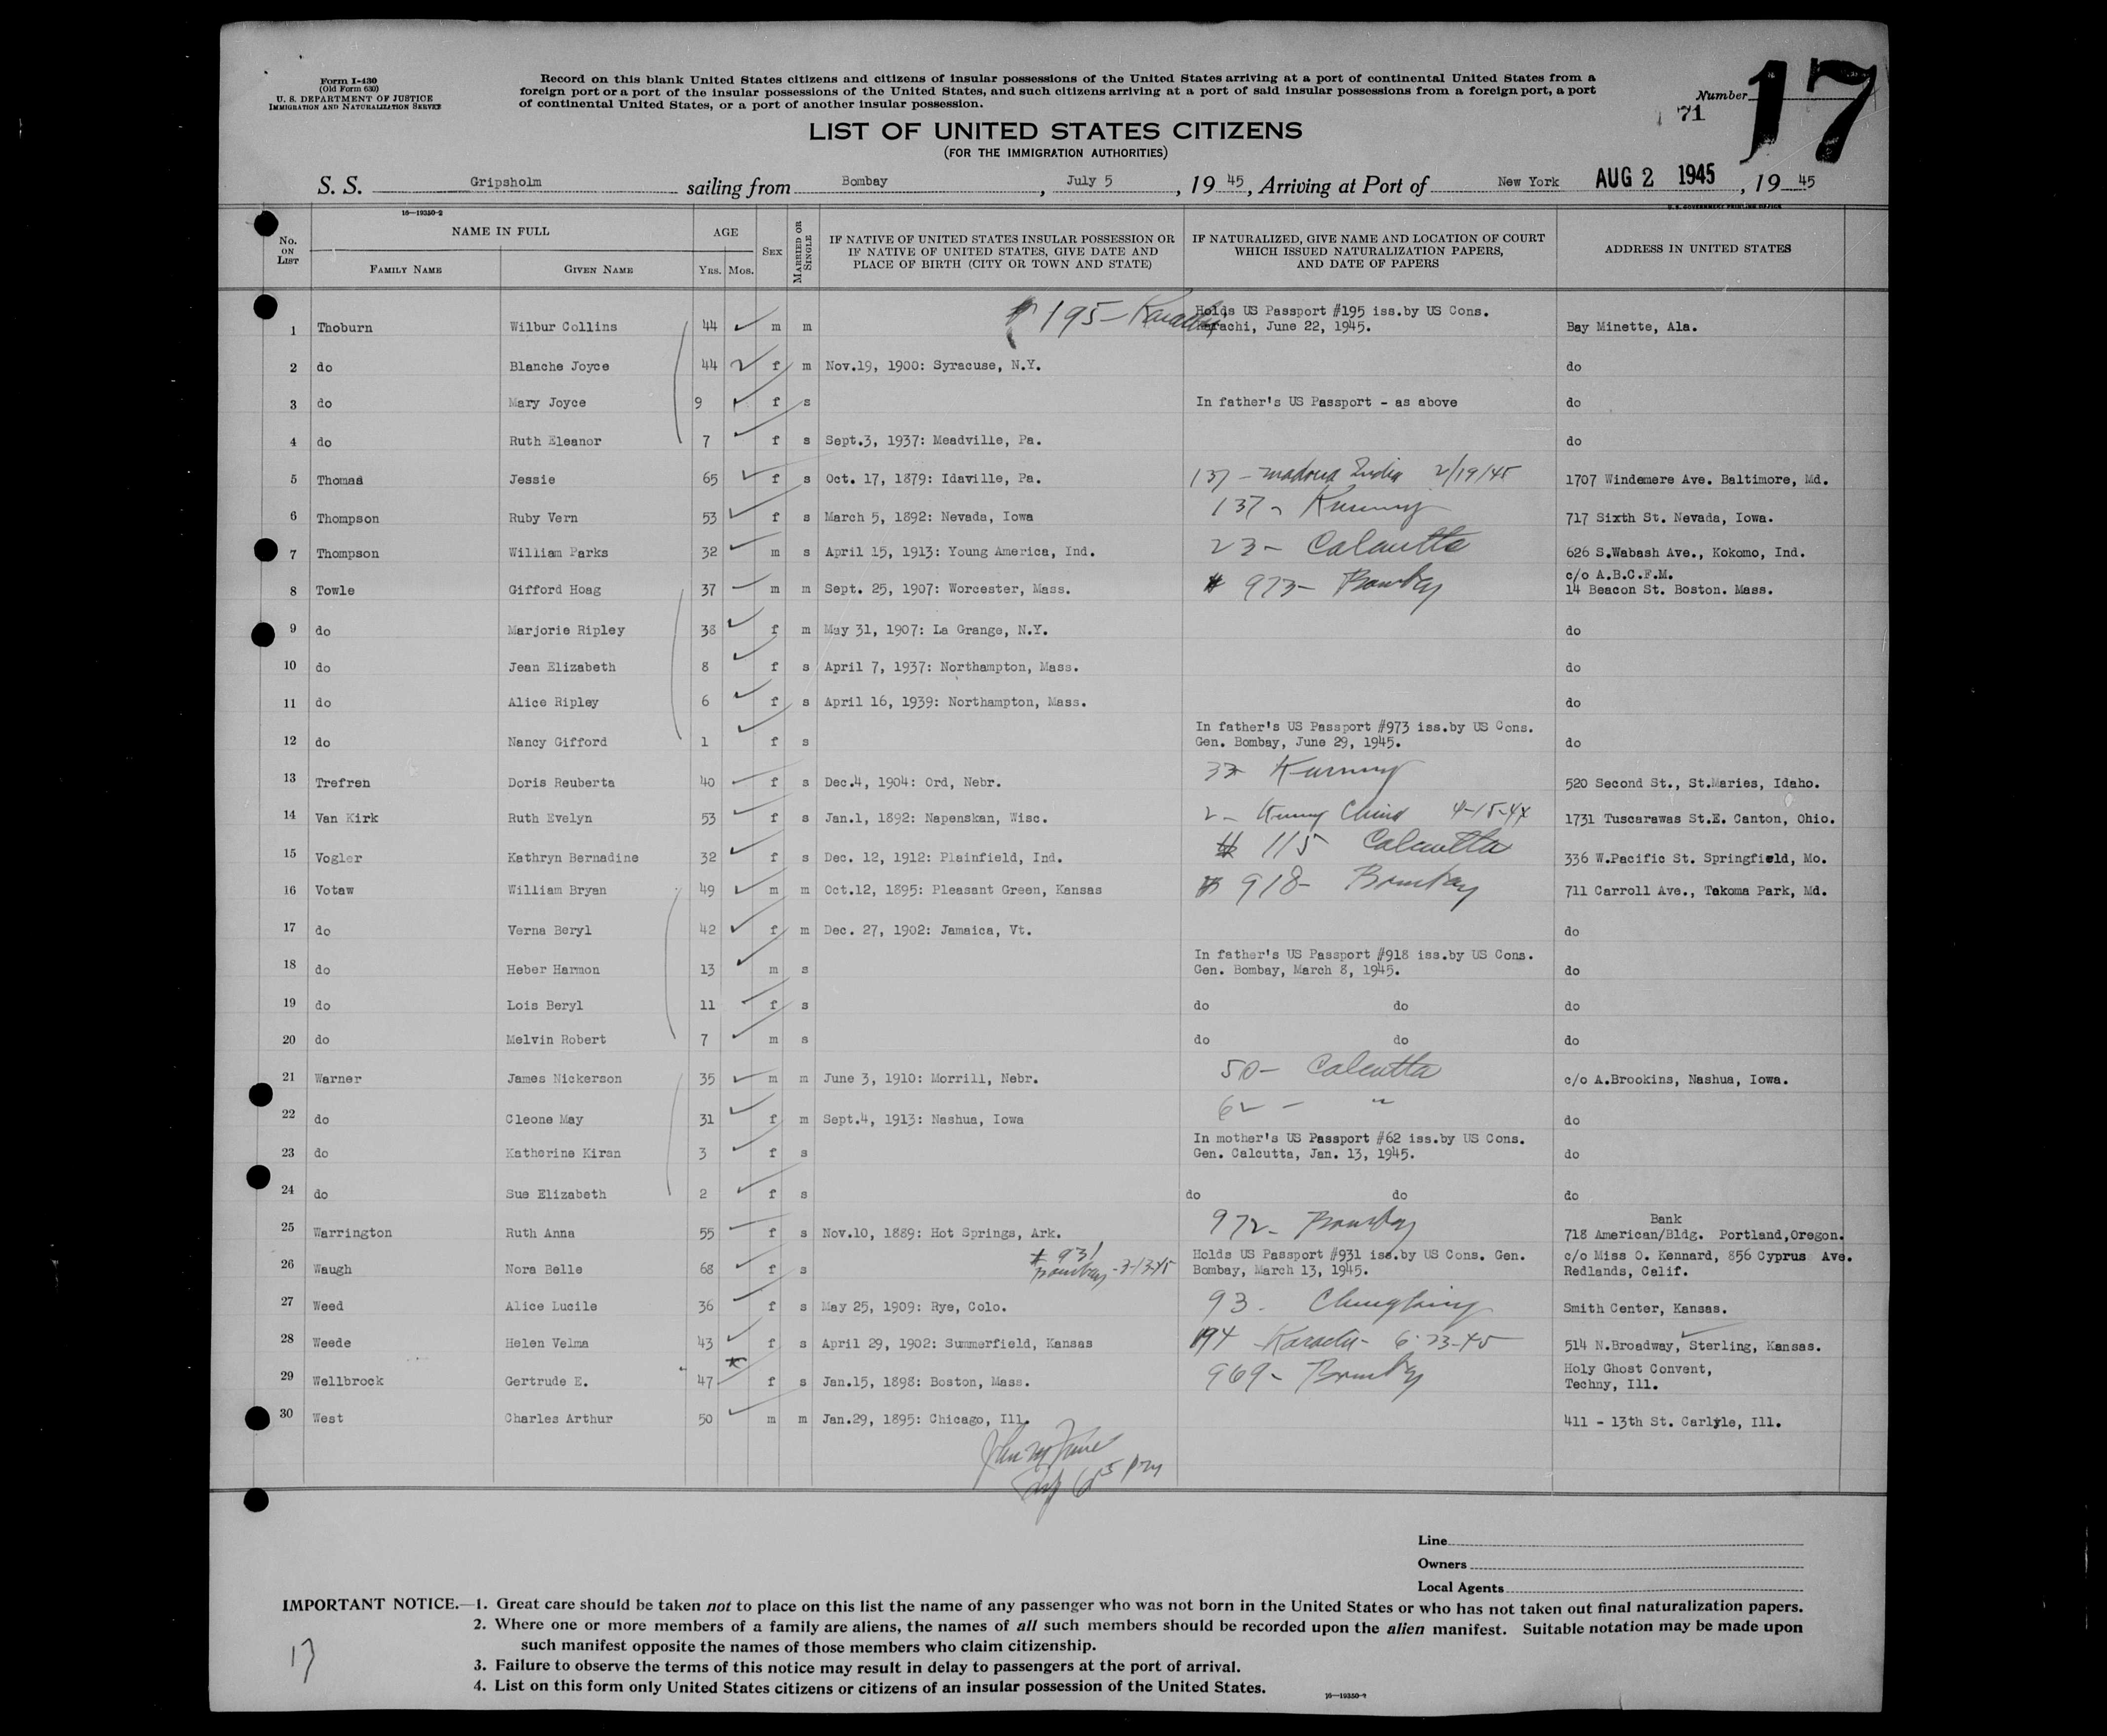 Form I-430
(Old Form 630)
U. S. DEPARTMENT OF JUSTICE
IMMIGRATION AND NATURALIZATION SERVICE
Record on this blank United States citizens and citizens of insular possessions of the United States arriving at a port of continental United States from a
foreign port or a port of the insular possessions of the United States, and such citizens arriving at a port of said insular possessions from a foreign port, a port
of continental United States, or a port of another insular possession.
Number 17
71
LIST OF UNITED STATES CITIZENS
(FOR THE IMMIGRATION AUTHORITIES)
S. S. Gripsholm sailing from Bombay, July 5, 19 45, Arriving at Port of New York AUG 2 1945, 19 45
16—19350-2 U. S. GOVERNMENT PRINTING OFFICE
No. ON LIST NAME IN FULL FAMILY NAME GIVEN NAME AGE YRS. MOS. SEX MARRIED OR SINGLE IF NATIVE OF UNITED STATES INSULAR POSSESSION OR IF NATIVE OF UNITED STATES, GIVE DATE AND PLACE OF BIRTH (CITY OR TOWN AND STATE) IF NATURALIZED, GIVE NAME AND LOCATION OF COURT WHICH ISSUED NATURALIZATION PAPERS, AND DATE OF PAPERS ADDRESS IN UNITED STATES
1 Thoburn Wilbur Collins 44 m m # 195 - Karachi Holds US Passport #195 iss.by US Cons. Karachi, June 22, 1945. Bay Minette, Ala.
2 do Blanche Joyce 44 f m Nov.19, 1900: Syracuse, N.Y. do
3 do Mary Joyce 9 f s In father's US Passport - as above do
4 do Ruth Eleanor 7 f s Sept.3, 1937: Meadville, Pa. do
5 Thomas Jessie 65 f s Oct. 17, 1879: Idaville, Pa. 137 - India 2/19/45 1707 Windemere Ave. Baltimore, Md.
6 Thompson Ruby Vern 53 f s March 5, 1892: Nevada, Iowa 137 - 717 Sixth St. Nevada, Iowa.
7 Thompson William Parks 32 m s April 15, 1913: Young America, Ind. 23 - Calcutta 626 S.Wabash Ave., Kokomo, Ind.
8 Towle Gifford Hoag 37 m m Sept. 25, 1907: Worcester, Mass. # 973 - Bombay c/o A.B.C.F.M. 14 Beacon St. Boston. Mass.
9 do Marjorie Ripley 38 f m May 31, 1907: La Grange, N.Y. do
10 do Jean Elizabeth 8 f s April 7, 1937: Northampton, Mass. do
11 do Alice Ripley 6 f s April 16, 1939: Northampton, Mass. do
12 do Nancy Gifford 1 f s In father's US Passport #973 iss.by US Cons. Gen. Bombay, June 29, 1945. do
13 Trefren Doris Reuberta 40 f s Dec.4, 1904: Ord, Nebr. 520 Second St., St.Maries, Idaho.
14 Van Kirk Ruth Evelyn 53 f s Jan.1, 1892: Napenskan, Wisc. 2 - China 4-15-44 1731 Tuscarawas St.E. Canton, Ohio.
15 Vogler Kathryn Bernadine 32 f s Dec. 12, 1912: Plainfield, Ind. # 115 Calcutta 336 W.Pacific St. Springfield, Mo.
16 Votaw William Bryan 49 m m Oct.12, 1895: Pleasant Green, Kansas # 918 - Bombay 711 Carroll Ave., Takoma Park, Md.
17 do Verna Beryl 42 f m Dec. 27, 1902: Jamaica, Vt. do
18 do Heber Harmon 13 m s In father's US Passport #918 iss.by US Cons. Gen. Bombay, March 8, 1945. do
19 do Lois Beryl 11 f s do do do
20 do Melvin Robert 7 m s do do do
21 Warner James Nickerson 35 m m June 3, 1910: Morrill, Nebr. 50 - Calcutta c/o A.Brookins, Nashua, Iowa.
22 do Cleone May 31 f m Sept.4, 1913: Nashua, Iowa 62 - " do
23 do Katherine Kiran 3 f s In mother's US Passport #62 iss.by US Cons. Gen. Calcutta, Jan. 13, 1945. do
24 do Sue Elizabeth 2 f s do do do
25 Warrington Ruth Anna 55 f s Nov.10, 1889: Hot Springs, Ark. 972 - Bombay 718 American/Bldg. Bank Portland,Oregon.
26 Waugh Nora Belle 68 f s # 931 Bombay - 3-13-45 Holds US Passport #931 iss.by US Cons. Gen. Bombay, March 13, 1945. c/o Miss O. Kennard, 856 Cyprus Ave. Redlands, Calif.
27 Weed Alice Lucile 36 f s May 25, 1909: Rye, Colo. 93 - Chungking Smith Center, Kansas.
28 Weede Helen Velma 43 f s April 29, 1902: Summerfield, Kansas 194 Karachi - 6-23-45 514 N.Broadway, Sterling, Kansas.
29 Wellbrock Gertrude E. 47 f s Jan.15, 1898: Boston, Mass. 969 - Bombay Holy Ghost Convent, Techny, Ill.
30 West Charles Arthur 50 m m Jan.29, 1895: Chicago, Ill. 411 - 13th St. Carlyle, Ill.
Line
Owners
Local Agents
IMPORTANT NOTICE.—1. Great care should be taken not to place on this list the name of any passenger who was not born in the United States or who has not taken out final naturalization papers.
2. Where one or more members of a family are aliens, the names of all such members should be recorded upon the alien manifest. Suitable notation may be made upon
such manifest opposite the names of those members who claim citizenship.
3. Failure to observe the terms of this notice may result in delay to passengers at the port of arrival.
4. List on this form only United States citizens or citizens of an insular possession of the United States.
17
16—19350-2